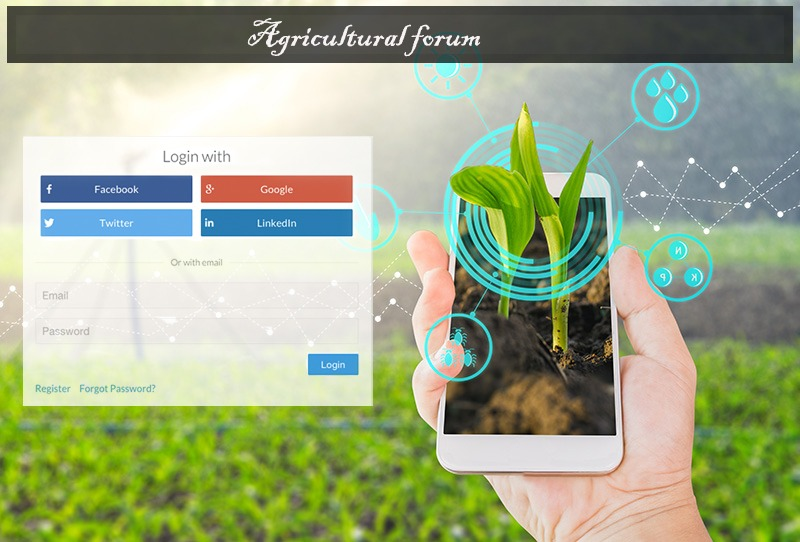 Agricultural forum
Login with
Facebook
Google
Twitter
LinkedIn
Or with email
Email
Password
Login
Register Forgot Password?
N
P K